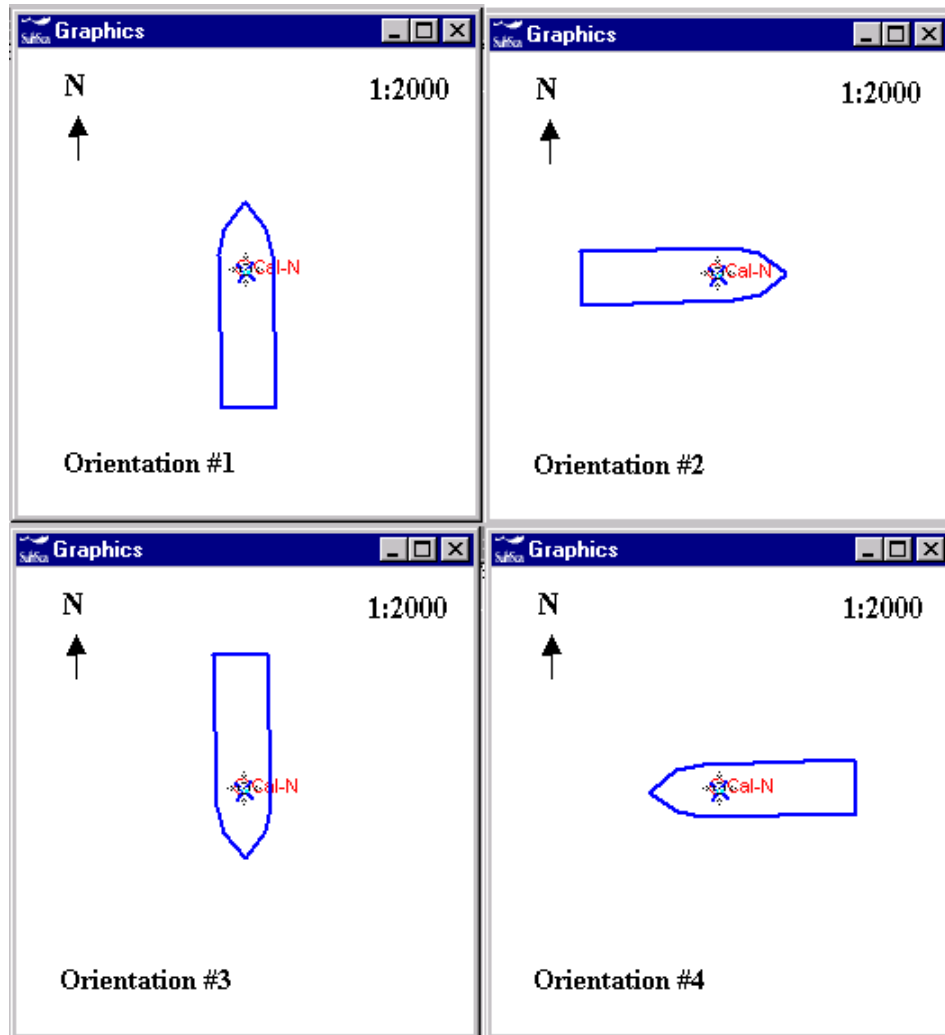 Graphics
N 1:2000
Cal-N
Orientation #1
Graphics
N 1:2000
Cal-N
Orientation #2
Graphics
N 1:2000
Cal-N
Orientation #3
Graphics
N 1:2000
Cal-N
Orientation #4